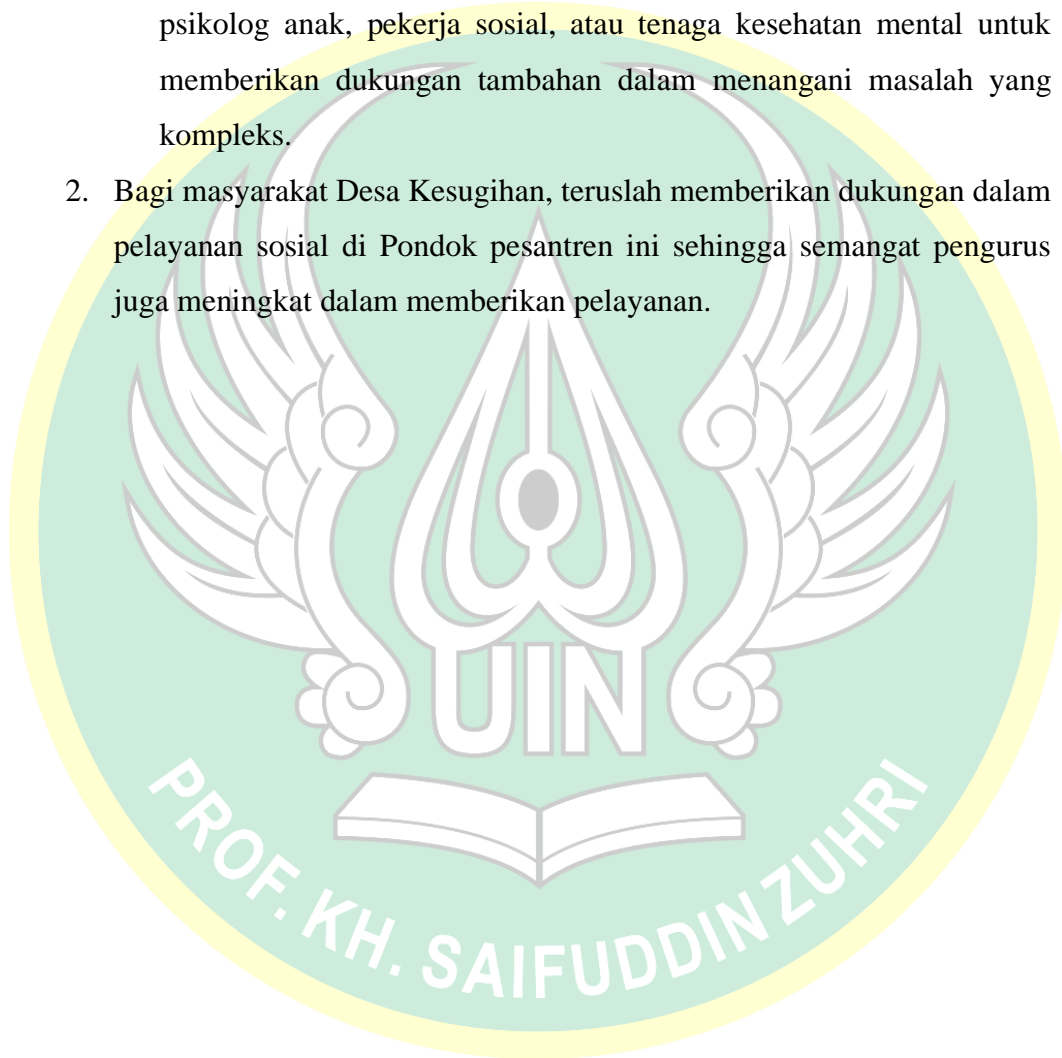 psikolog anak, pekerja sosial, atau tenaga kesehatan mental untuk
memberikan dukungan tambahan dalam menangani masalah yang
kompleks.
2. Bagi masyarakat Desa Kesugihan, teruslah memberikan dukungan dalam
pelayanan sosial di Pondok pesantren ini sehingga semangat pengurus
juga meningkat dalam memberikan pelayanan.
UIN
PROF. KH. SAIFUDDIN ZUHRI